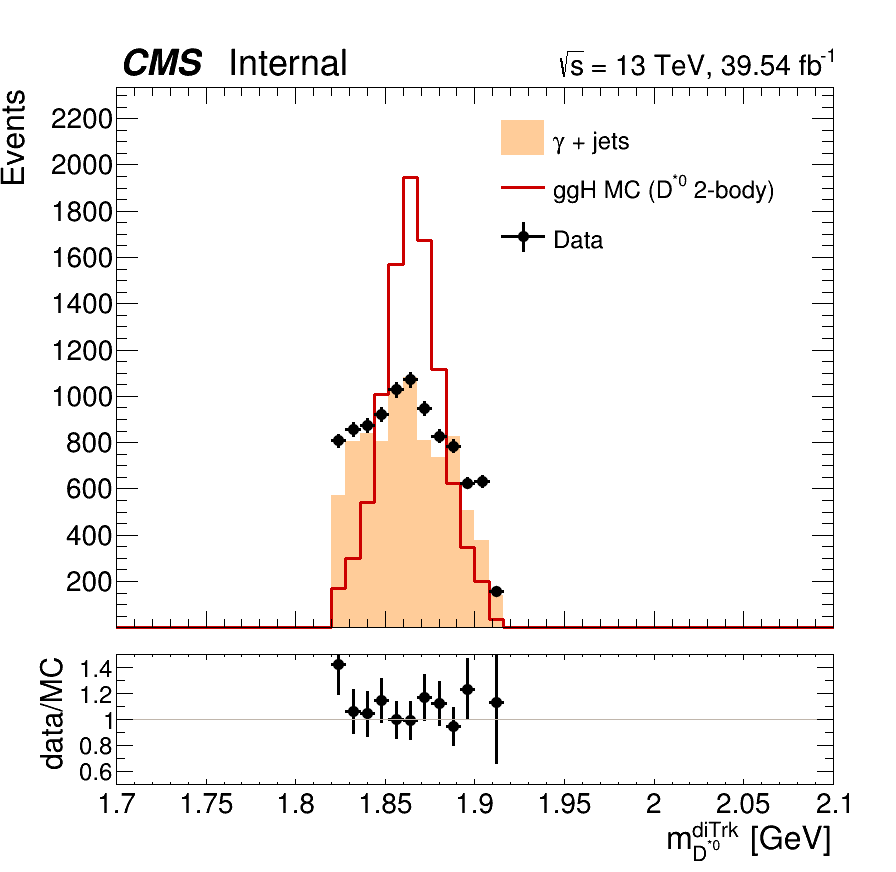 CMS Internal √s = 13 TeV, 39.54 fb⁻¹
Events
2200
2000
1800
1600
1400
1200
1000
800
600
400
200
γ + jets
ggH MC (D*⁰ 2-body)
Data
data/MC
1.4
1.2
1
0.8
0.6
1.7 1.75 1.8 1.85 1.9 1.95 2 2.05 2.1
m^{diTrk}_{D*⁰} [GeV]